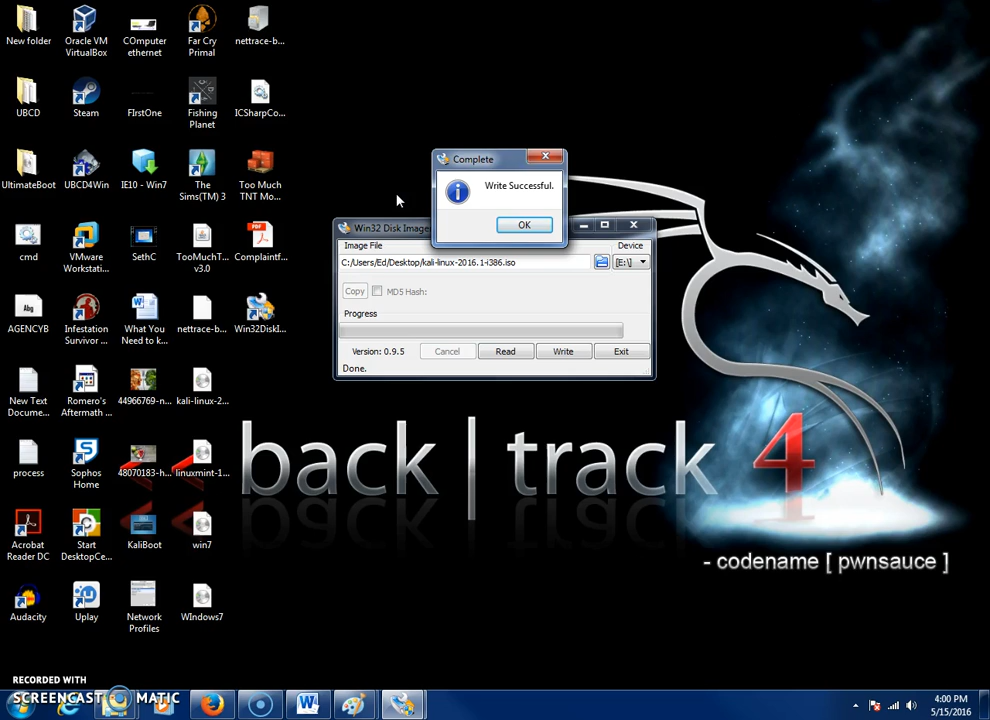 New folder
Oracle VM
VirtualBox
COmputer
ethernet
Far Cry
Primal
nettrace-b...
UBCD
Steam
FIrstOne
Fishing
Planet
ICSharpCo...
UltimateBoot
UBCD4Win
IE10 - Win7
The
Sims(TM) 3
Too Much
TNT Mo...
cmd
VMware
Workstati...
SethC
TooMuchT...
v3.0
PDF
Complaintf...
Abg
AGENCYB
Infestation
Survivor ...
What You
Need to k...
nettrace-b...
Win32DiskI...
New Text
Docume...
Romero's
Aftermath ...
44966769-n...
kali-linux-2...
process
Sophos
Home
48070183-h...
linuxmint-1...
Acrobat
Reader DC
Start
DesktopCe...
KaliBoot
win7
Audacity
Uplay
Network
Profiles
WIndows7
Complete
Write Successful.
OK
Win32 Disk Image
Image File
Device
C:/Users/Ed/Desktop/kali-linux-2016.1-i386.iso
[E:\]
Copy
MD5 Hash:
Progress
Version: 0.9.5
Cancel
Read
Write
Exit
Done.
back | track 4
- codename [ pwnsauce ]
RECORDED WITH
SCREENCAST MATIC
4:00 PM
5/15/2016